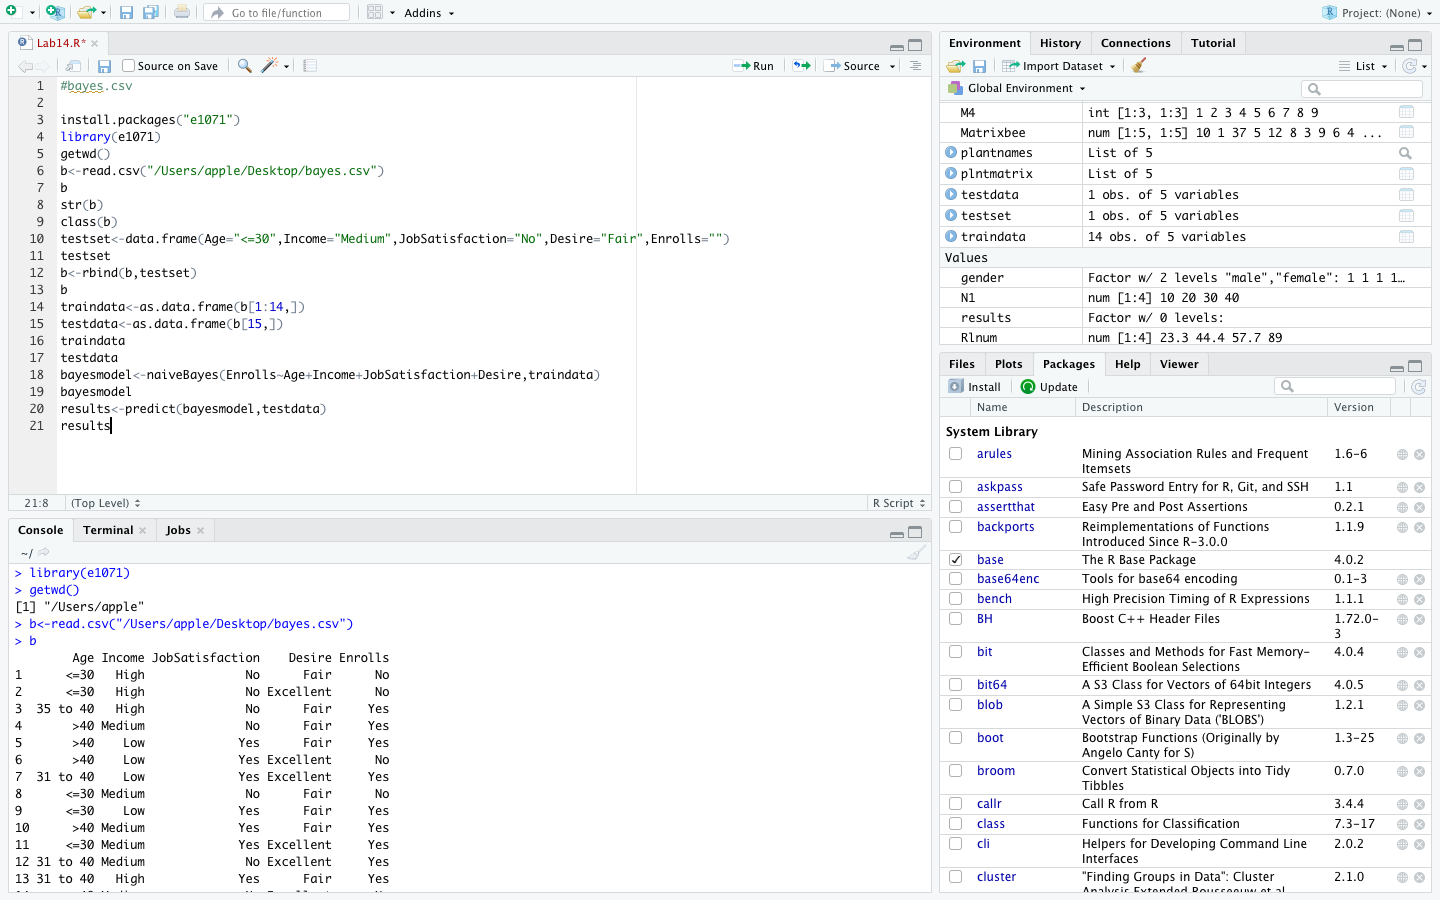 Go to file/function
Addins
Project: (None)
Lab14.R*
Source on Save
Run
Source
1 #bayes.csv
2
3 install.packages("e1071")
4 library(e1071)
5 getwd()
6 b<-read.csv("/Users/apple/Desktop/bayes.csv")
7 b
8 str(b)
9 class(b)
10 testset<-data.frame(Age="<=30",Income="Medium",JobSatisfaction="No",Desire="Fair",Enrolls="")
11 testset
12 b<-rbind(b,testset)
13 b
14 traindata<-as.data.frame(b[1:14,])
15 testdata<-as.data.frame(b[15,])
16 traindata
17 testdata
18 bayesmodel<-naiveBayes(Enrolls~Age+Income+JobSatisfaction+Desire,traindata)
19 bayesmodel
20 results<-predict(bayesmodel,testdata)
21 results
21:8 (Top Level) R Script
Console Terminal Jobs
~/
> library(e1071)
> getwd()
[1] "/Users/apple"
> b<-read.csv("/Users/apple/Desktop/bayes.csv")
> b
Age Income JobSatisfaction Desire Enrolls
1 <=30 High No Fair No
2 <=30 High No Excellent No
3 35 to 40 High No Fair Yes
4 >40 Medium No Fair Yes
5 >40 Low Yes Fair Yes
6 >40 Low Yes Excellent No
7 31 to 40 Low Yes Excellent Yes
8 <=30 Medium No Fair No
9 <=30 Low Yes Fair Yes
10 >40 Medium Yes Fair Yes
11 <=30 Medium Yes Excellent Yes
12 31 to 40 Medium No Excellent Yes
13 31 to 40 High Yes Fair Yes
Environment History Connections Tutorial
Import Dataset List
Global Environment
M4 int [1:3, 1:3] 1 2 3 4 5 6 7 8 9
Matrixbee num [1:5, 1:5] 10 1 37 5 12 8 3 9 6 4 ...
plantnames List of 5
plntmatrix List of 5
testdata 1 obs. of 5 variables
testset 1 obs. of 5 variables
traindata 14 obs. of 5 variables
Values
gender Factor w/ 2 levels "male","female": 1 1 1 1…
N1 num [1:4] 10 20 30 40
results Factor w/ 0 levels:
Rlnum num [1:4] 23.3 44.4 57.7 89
Files Plots Packages Help Viewer
Install Update
Name Description Version
System Library
arules Mining Association Rules and Frequent 1.6-6
Itemsets
askpass Safe Password Entry for R, Git, and SSH 1.1
assertthat Easy Pre and Post Assertions 0.2.1
backports Reimplementations of Functions 1.1.9
Introduced Since R-3.0.0
base The R Base Package 4.0.2
base64enc Tools for base64 encoding 0.1-3
bench High Precision Timing of R Expressions 1.1.1
BH Boost C++ Header Files 1.72.0-
3
bit Classes and Methods for Fast Memory- 4.0.4
Efficient Boolean Selections
bit64 A S3 Class for Vectors of 64bit Integers 4.0.5
blob A Simple S3 Class for Representing 1.2.1
Vectors of Binary Data ('BLOBS')
boot Bootstrap Functions (Originally by 1.3-25
Angelo Canty for S)
broom Convert Statistical Objects into Tidy 0.7.0
Tibbles
callr Call R from R 3.4.4
class Functions for Classification 7.3-17
cli Helpers for Developing Command Line 2.0.2
Interfaces
cluster "Finding Groups in Data": Cluster 2.1.0
Analysis Extended Rousseeuw et al